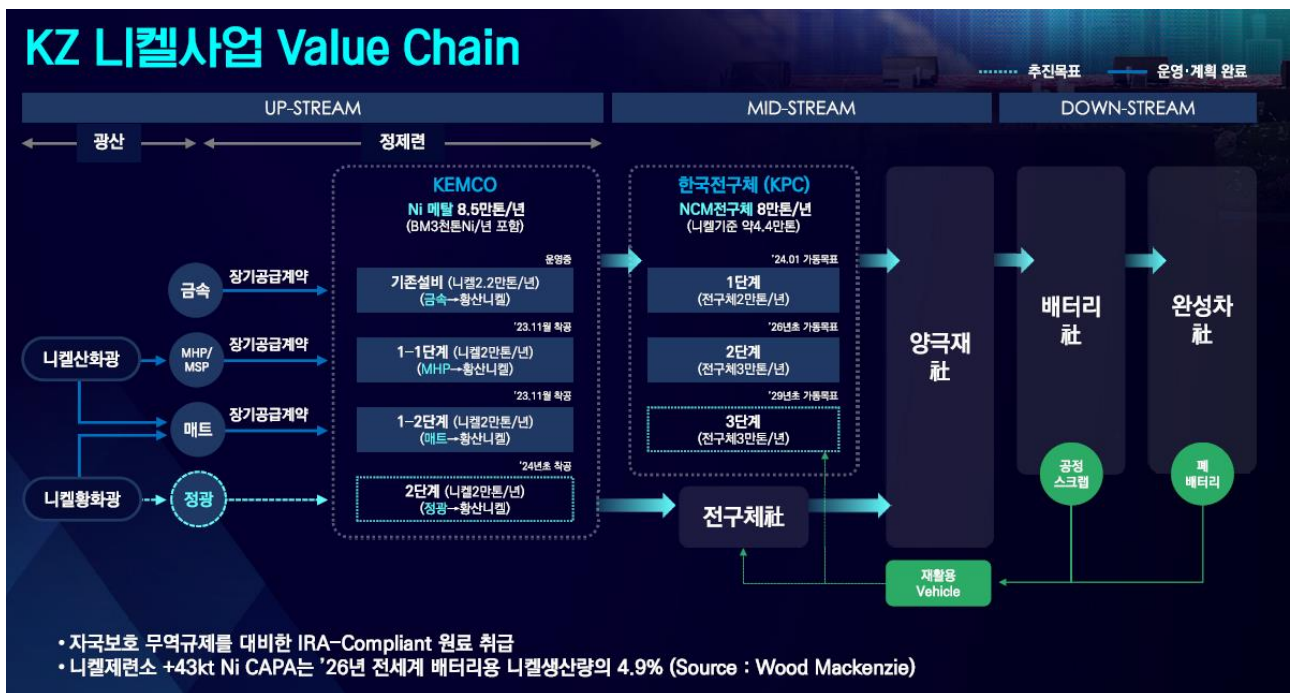 KZ 니켈사업 Value Chain
추진목표
운영·계획 완료
UP-STREAM
MID-STREAM
DOWN-STREAM
광산
정제련
KEMCO
Ni 메탈 8.5만톤/년
(BM3천톤Ni/년 포함)
한국전구체 (KPC)
NCM전구체 8만톤/년
(니켈기준 약4.4만톤)
운영중
'24.01 가동목표
금속
장기공급계약
기존설비 (니켈2.2만톤/년)
(금속→황산니켈)
1단계
(전구체2만톤/년)
'23.11월 착공
'26년초 가동목표
니켈산화광
MHP/
MSP
장기공급계약
1-1단계 (니켈2만톤/년)
(MHP→황산니켈)
2단계
(전구체3만톤/년)
양극재
社
배터리
社
완성차
社
'23.11월 착공
'29년초 가동목표
매트
장기공급계약
1-2단계 (니켈2만톤/년)
(매트→황산니켈)
3단계
(전구체3만톤/년)
'24년초 착공
니켈황화광
정광
2단계 (니켈2만톤/년)
(정광→황산니켈)
전구체社
공정
스크랩
폐
배터리
재활용
Vehicle
• 자국보호 무역규제를 대비한 IRA-Compliant 원료 취급
• 니켈제련소 +43kt Ni CAPA는 '26년 전세계 배터리용 니켈생산량의 4.9% (Source : Wood Mackenzie)